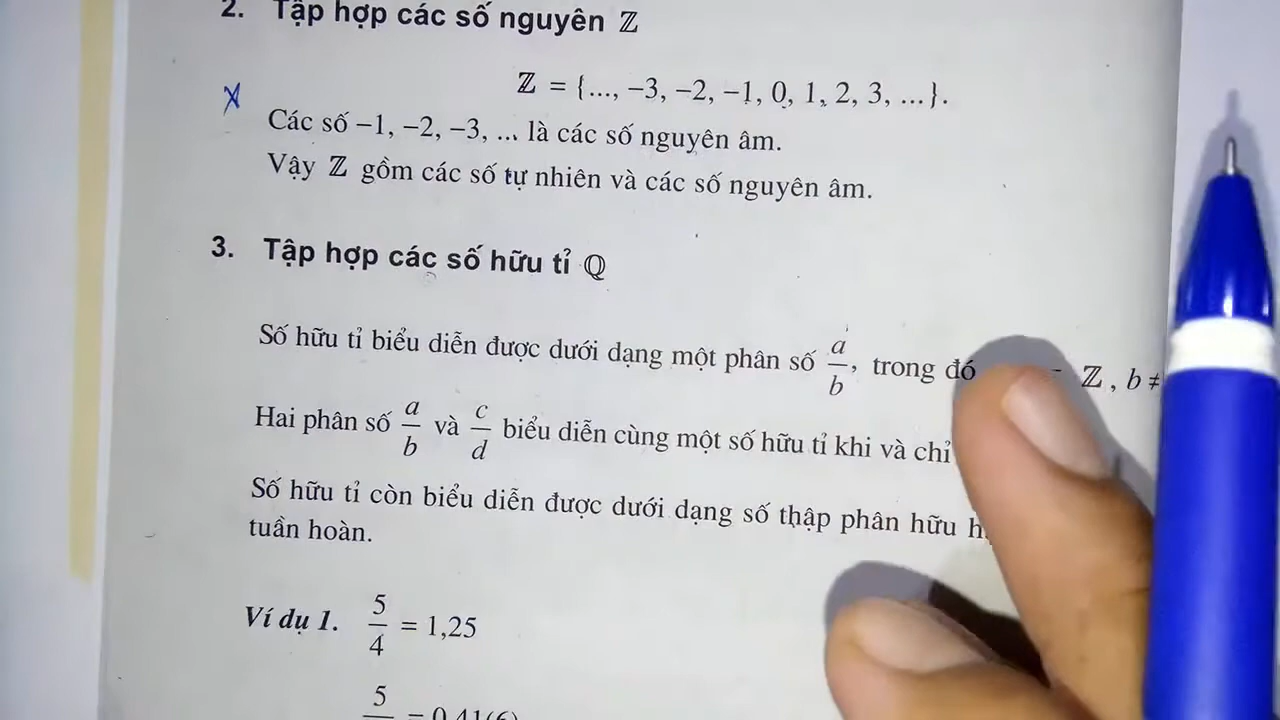 2. Tập hợp các số nguyên ℤ
ℤ = {..., −3, −2, −1, 0, 1, 2, 3, ...}.
Các số −1, −2, −3, ... là các số nguyên âm.
Vậy ℤ gồm các số tự nhiên và các số nguyên âm.
3. Tập hợp các số hữu tỉ ℚ
Số hữu tỉ biểu diễn được dưới dạng một phân số a/b, trong đó ℤ, b ≠
Hai phân số a/b và c/d biểu diễn cùng một số hữu tỉ khi và chỉ
Số hữu tỉ còn biểu diễn được dưới dạng số thập phân hữu
tuần hoàn.
Ví dụ 1. 5/4 = 1,25
5 = 0,41(6)